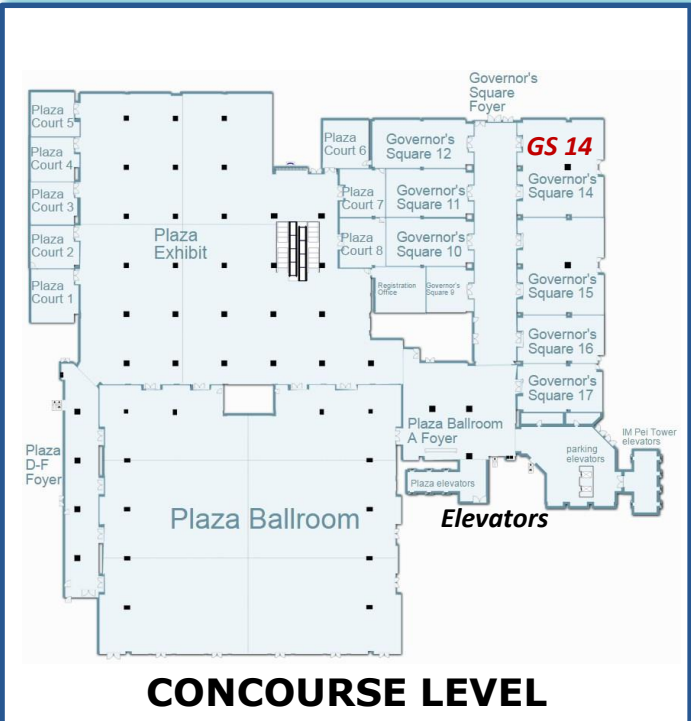 Governor's
Square
Foyer
Plaza
Court 5
Plaza
Court 4
Plaza
Court 3
Plaza
Court 2
Plaza
Court 1
Plaza
Exhibit
Plaza
Court 6
Governor's
Square 12
GS 14
Governor's
Square 14
Plaza
Court 7
Governor's
Square 11
Plaza
Court 8
Governor's
Square 10
Registration
Office
Governor's
Square 9
Governor's
Square 15
Governor's
Square 16
Governor's
Square 17
Plaza Ballroom
A Foyer
IM Pei Tower
elevators
parking
elevators
Plaza
D-F
Foyer
Plaza elevators
Elevators
Plaza Ballroom
CONCOURSE LEVEL